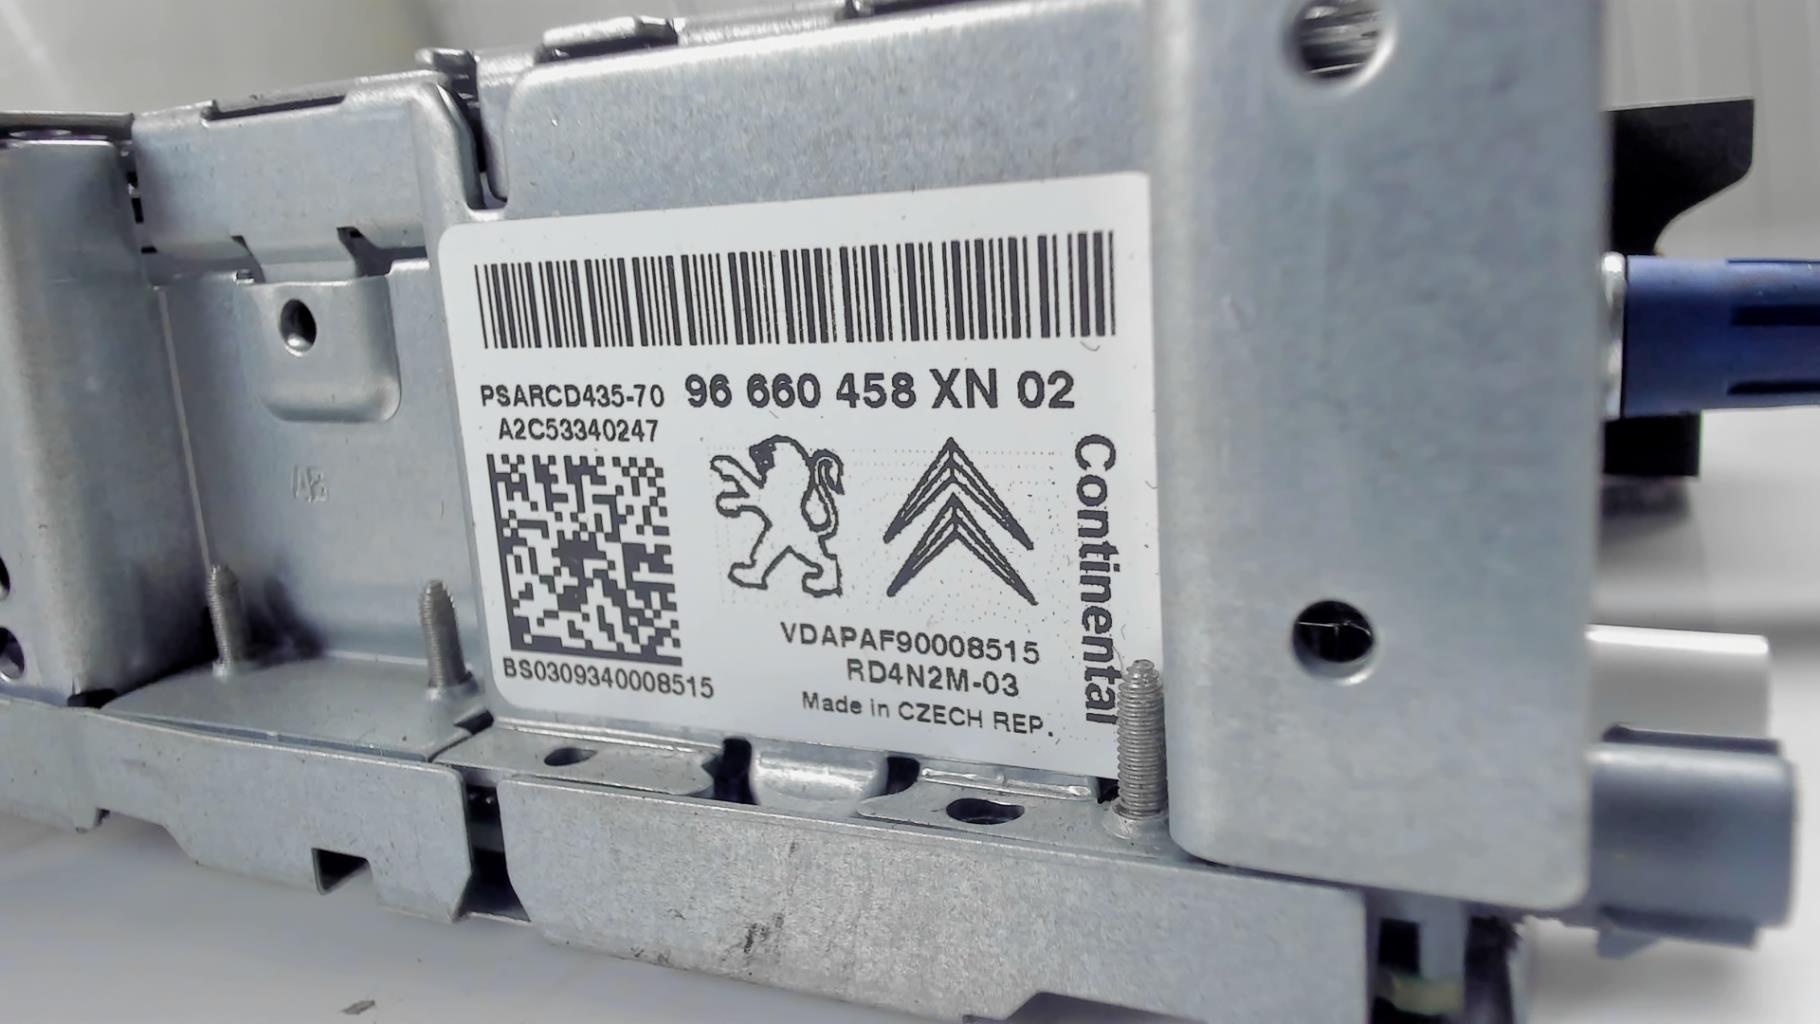 PSARCD435-70 96 660 458 XN 02
A2C53340247
Continental
VDAPAF90008515
RD4N2M-03
BS0309340008515
Made in CZECH REP.